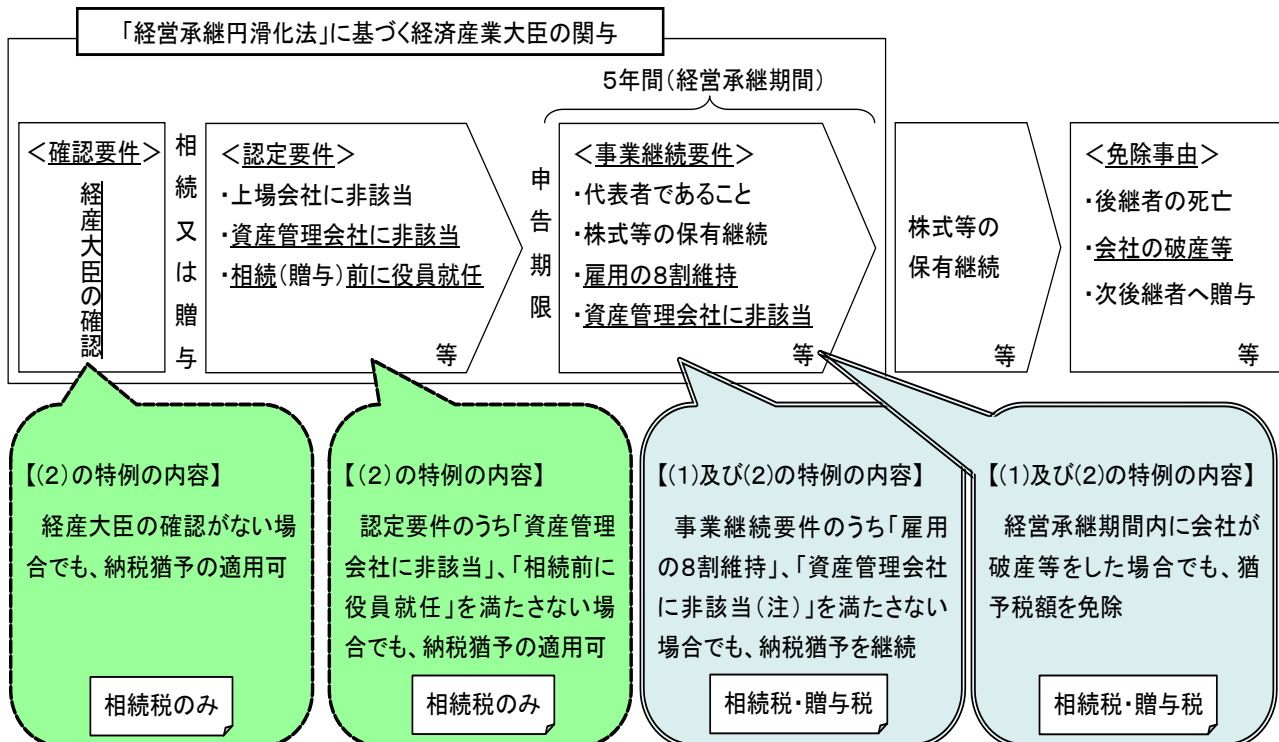 「経営承継円滑化法」に基づく経済産業大臣の関与
5年間（経営承継期間）
＜確認要件＞
経産大臣の確認
相続又は贈与
＜認定要件＞
・上場会社に非該当
・資産管理会社に非該当
・相続（贈与）前に役員就任
等
申告期限
＜事業継続要件＞
・代表者であること
・株式等の保有継続
・雇用の8割維持
・資産管理会社に非該当
等
株式等の
保有継続
等
＜免除事由＞
・後継者の死亡
・会社の破産等
・次後継者へ贈与
等
【（2）の特例の内容】
経産大臣の確認がない場
合でも、納税猶予の適用可
相続税のみ
【（2）の特例の内容】
認定要件のうち「資産管理
会社に非該当」、「相続前に
役員就任」を満たさない場
合でも、納税猶予の適用可
相続税のみ
【（1）及び（2）の特例の内容】
事業継続要件のうち「雇用
の8割維持」、「資産管理会社
に非該当（注）」を満たさない
場合でも、納税猶予を継続
相続税・贈与税
【（1）及び（2）の特例の内容】
経営承継期間内に会社が
破産等をした場合でも、猶
予税額を免除
相続税・贈与税